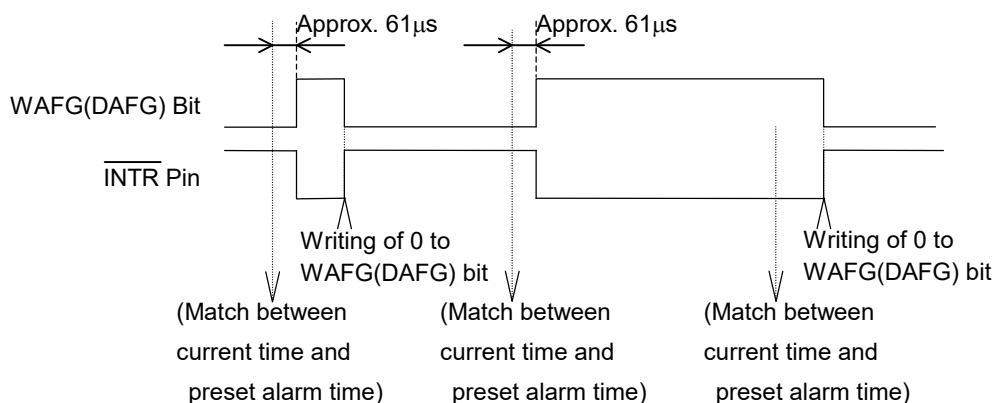 Approx. 61μs
Approx. 61μs
WAFG(DAFG) Bit
INTR Pin
Writing of 0 to
WAFG(DAFG) bit
Writing of 0 to
WAFG(DAFG) bit
(Match between
current time and
preset alarm time)
(Match between
current time and
preset alarm time)
(Match between
current time and
preset alarm time)